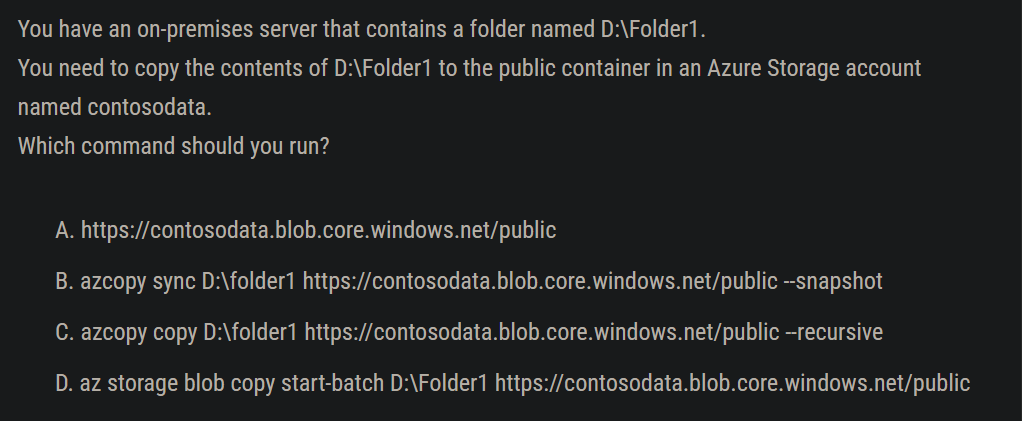 You have an on-premises server that contains a folder named D:\Folder1.
You need to copy the contents of D:\Folder1 to the public container in an Azure Storage account
named contosodata.
Which command should you run?
A. https://contosodata.blob.core.windows.net/public
B. azcopy sync D:\folder1 https://contosodata.blob.core.windows.net/public --snapshot
C. azcopy copy D:\folder1 https://contosodata.blob.core.windows.net/public --recursive
D. az storage blob copy start-batch D:\Folder1 https://contosodata.blob.core.windows.net/public